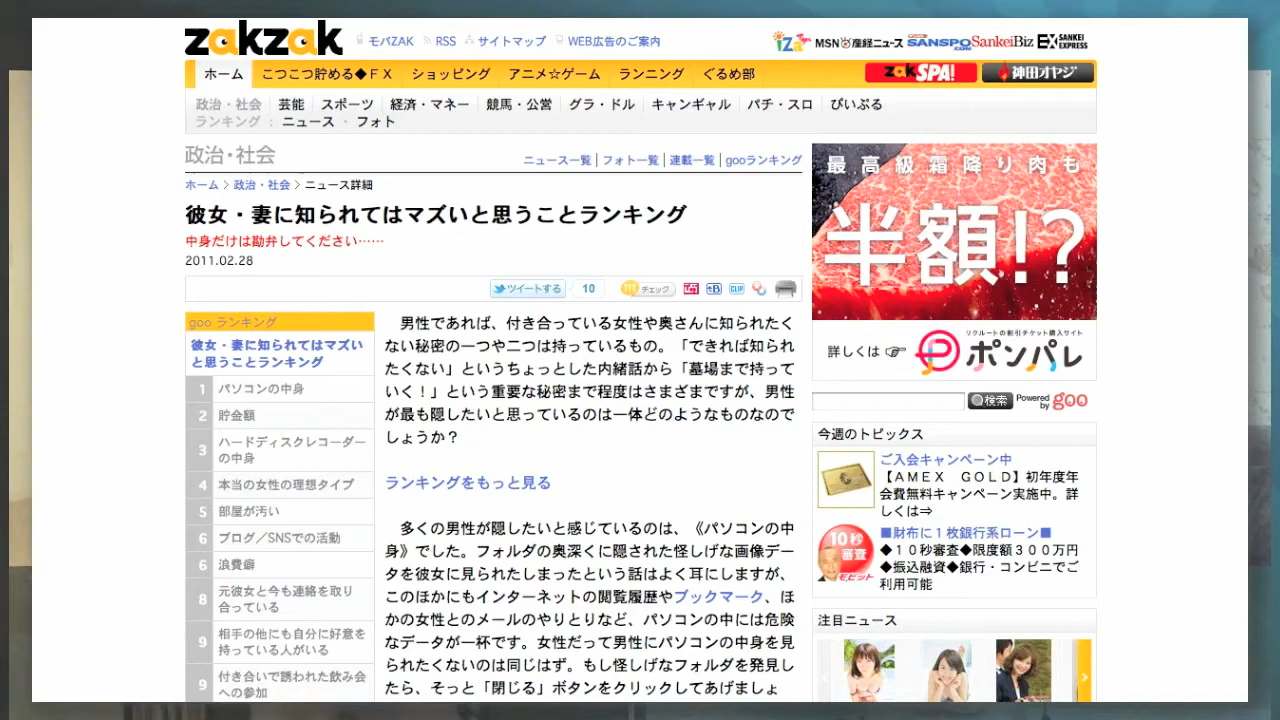 zakzak
モバZAK RSS サイトマップ WEB広告のご案内
iza MSN産経ニュース SANSPO.COM SankeiBiz SANKEI EXPRESS
ホーム こつこつ貯める◆ＦＸ ショッピング アニメ☆ゲーム ランニング ぐるめ部
zakSPA! 神田オヤジ
政治・社会 芸能 スポーツ 経済・マネー 競馬・公営 グラ・ドル キャンギャル パチ・スロ ぴいぷる
ランキング : ニュース ・ フォト
政治・社会
ニュース一覧 | フォト一覧 | 連載一覧 | gooランキング
ホーム > 政治・社会 > ニュース詳細
彼女・妻に知られてはマズいと思うことランキング
中身だけは勘弁してください……
2011.02.28
ツイートする 10 チェック CLIP
goo ランキング
彼女・妻に知られてはマズい
と思うことランキング
1 パソコンの中身
2 貯金額
3 ハードディスクレコーダー
の中身
4 本当の女性の理想タイプ
5 部屋が汚い
6 ブログ／SNSでの活動
6 浪費癖
8 元彼女と今も連絡を取り
合っている
9 相手の他にも自分に好意を
持っている人がいる
9 付き合いで誘われた飲み会
への参加
男性であれば、付き合っている女性や奥さんに知られたく
ない秘密の一つや二つは持っているもの。「できれば知られ
たくない」というちょっとした内緒話から「墓場まで持って
いく！」という重要な秘密まで程度はさまざまですが、男性
が最も隠したいと思っているのは一体どのようなものなので
しょうか？
ランキングをもっと見る
多くの男性が隠したいと感じているのは、《パソコンの中
身》でした。フォルダの奥深くに隠された怪しげな画像デー
タを彼女に見られたしまったという話はよく耳にしますが、
このほかにもインターネットの閲覧履歴やブックマーク、ほ
かの女性とのメールのやりとりなど、パソコンの中には危険
なデータが一杯です。女性だって男性にパソコンの中身を見
られたくないのは同じはず。もし怪しげなフォルダを発見し
たら、そっと「閉じる」ボタンをクリックしてあげましょ
最高級霜降り肉も
半額!?
詳しくは
リクルートの割引チケット購入サイト
ポンパレ
検索 Powered by goo
今週のトピックス
ご入会キャンペーン中
【ＡＭＥＸ　ＧＯＬＤ】初年度年
会費無料キャンペーン実施中。詳
しくは⇒
10秒
審査
モビット
■財布に１枚銀行系ローン■
◆１０秒審査◆限度額３００万円
◆振込融資◆銀行・コンビニでご
利用可能
注目ニュース